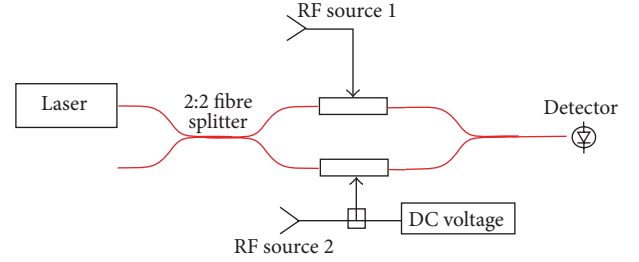 RF source 1
Laser
2:2 fibre
splitter
Detector
DC voltage
RF source 2